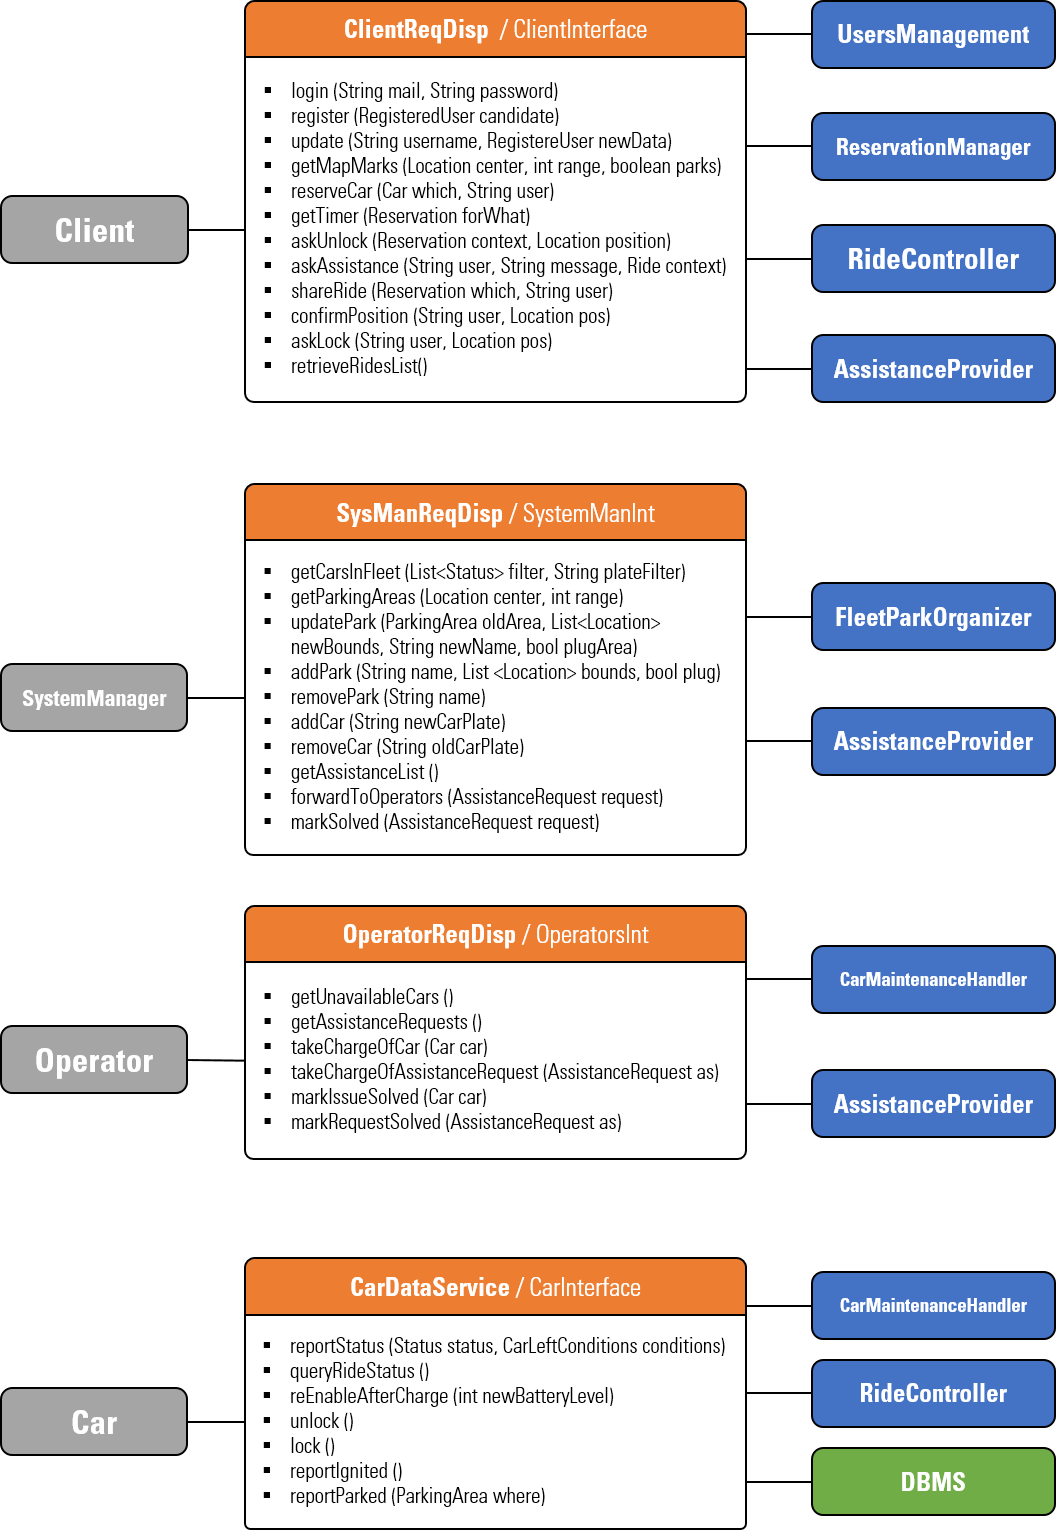 ClientReqDisp / ClientInterface
▪ login (String mail, String password)
▪ register (RegisteredUser candidate)
▪ update (String username, RegistereUser newData)
▪ getMapMarks (Location center, int range, boolean parks)
▪ reserveCar (Car which, String user)
▪ getTimer (Reservation forWhat)
▪ askUnlock (Reservation context, Location position)
▪ askAssistance (String user, String message, Ride context)
▪ shareRide (Reservation which, String user)
▪ confirmPosition (String user, Location pos)
▪ askLock (String user, Location pos)
▪ retrieveRidesList()
Client
UsersManagement
ReservationManager
RideController
AssistanceProvider
SysManReqDisp / SystemManInt
▪ getCarsInFleet (List<Status> filter, String plateFilter)
▪ getParkingAreas (Location center, int range)
▪ updatePark (ParkingArea oldArea, List<Location>
newBounds, String newName, bool plugArea)
▪ addPark (String name, List <Location> bounds, bool plug)
▪ removePark (String name)
▪ addCar (String newCarPlate)
▪ removeCar (String oldCarPlate)
▪ getAssistanceList ()
▪ forwardToOperators (AssistanceRequest request)
▪ markSolved (AssistanceRequest request)
SystemManager
FleetParkOrganizer
AssistanceProvider
OperatorReqDisp / OperatorsInt
▪ getUnavailableCars ()
▪ getAssistanceRequests ()
▪ takeChargeOfCar (Car car)
▪ takeChargeOfAssistanceRequest (AssistanceRequest as)
▪ markIssueSolved (Car car)
▪ markRequestSolved (AssistanceRequest as)
Operator
CarMaintenanceHandler
AssistanceProvider
CarDataService / CarInterface
▪ reportStatus (Status status, CarLeftConditions conditions)
▪ queryRideStatus ()
▪ reEnableAfterCharge (int newBatteryLevel)
▪ unlock ()
▪ lock ()
▪ reportIgnited ()
▪ reportParked (ParkingArea where)
Car
CarMaintenanceHandler
RideController
DBMS